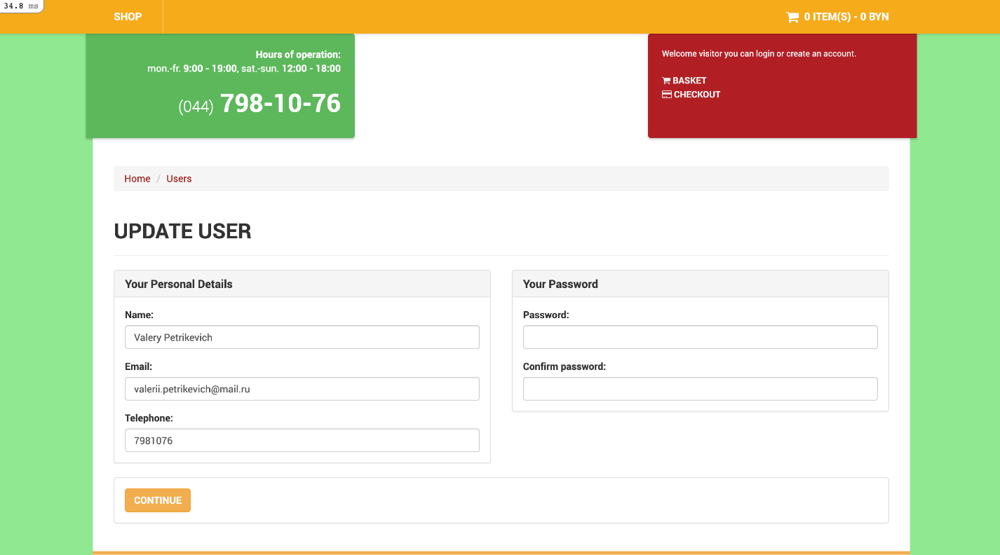 34.8 ms
SHOP
0 ITEM(S) - 0 BYN
Hours of operation:
mon.-fr. 9:00 - 19:00, sat.-sun. 12:00 - 18:00
(044) 798-10-76
Welcome visitor you can login or create an account.
BASKET
CHECKOUT
Home / Users
UPDATE USER
Your Personal Details
Name:
Valery Petrikevich
Email:
valerii.petrikevich@mail.ru
Telephone:
7981076
Your Password
Password:
Confirm password:
CONTINUE